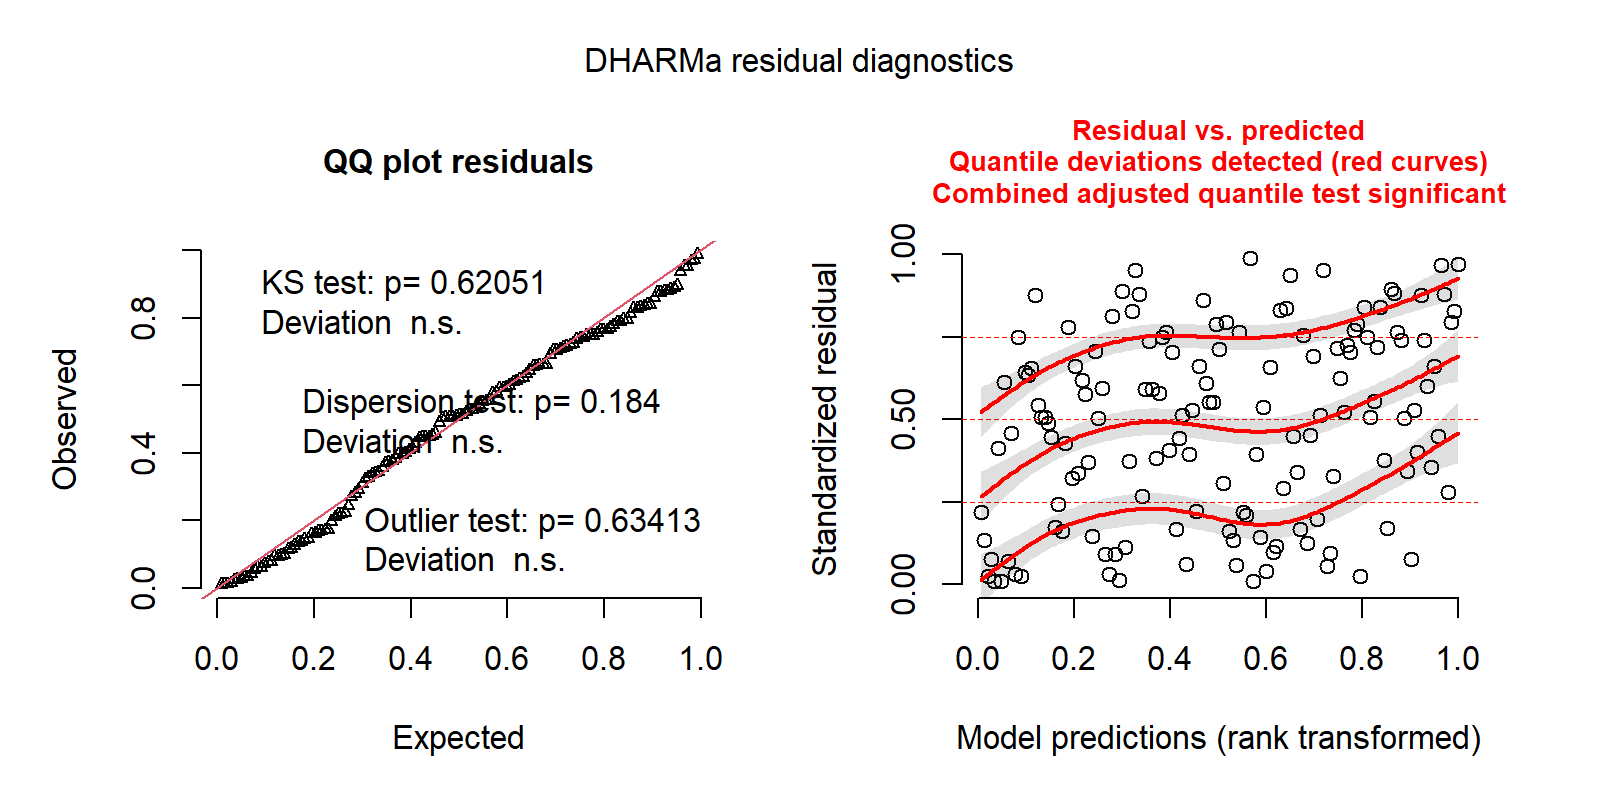 DHARMa residual diagnostics
QQ plot residuals
KS test: p= 0.62051
Deviation  n.s.
Dispersion test: p= 0.184
Deviation  n.s.
Outlier test: p= 0.63413
Deviation  n.s.
Observed
0.0
0.4
0.8
0.0 0.2 0.4 0.6 0.8 1.0
Expected
Residual vs. predicted
Quantile deviations detected (red curves)
Combined adjusted quantile test significant
Standardized residual
0.00
0.50
1.00
0.0 0.2 0.4 0.6 0.8 1.0
Model predictions (rank transformed)